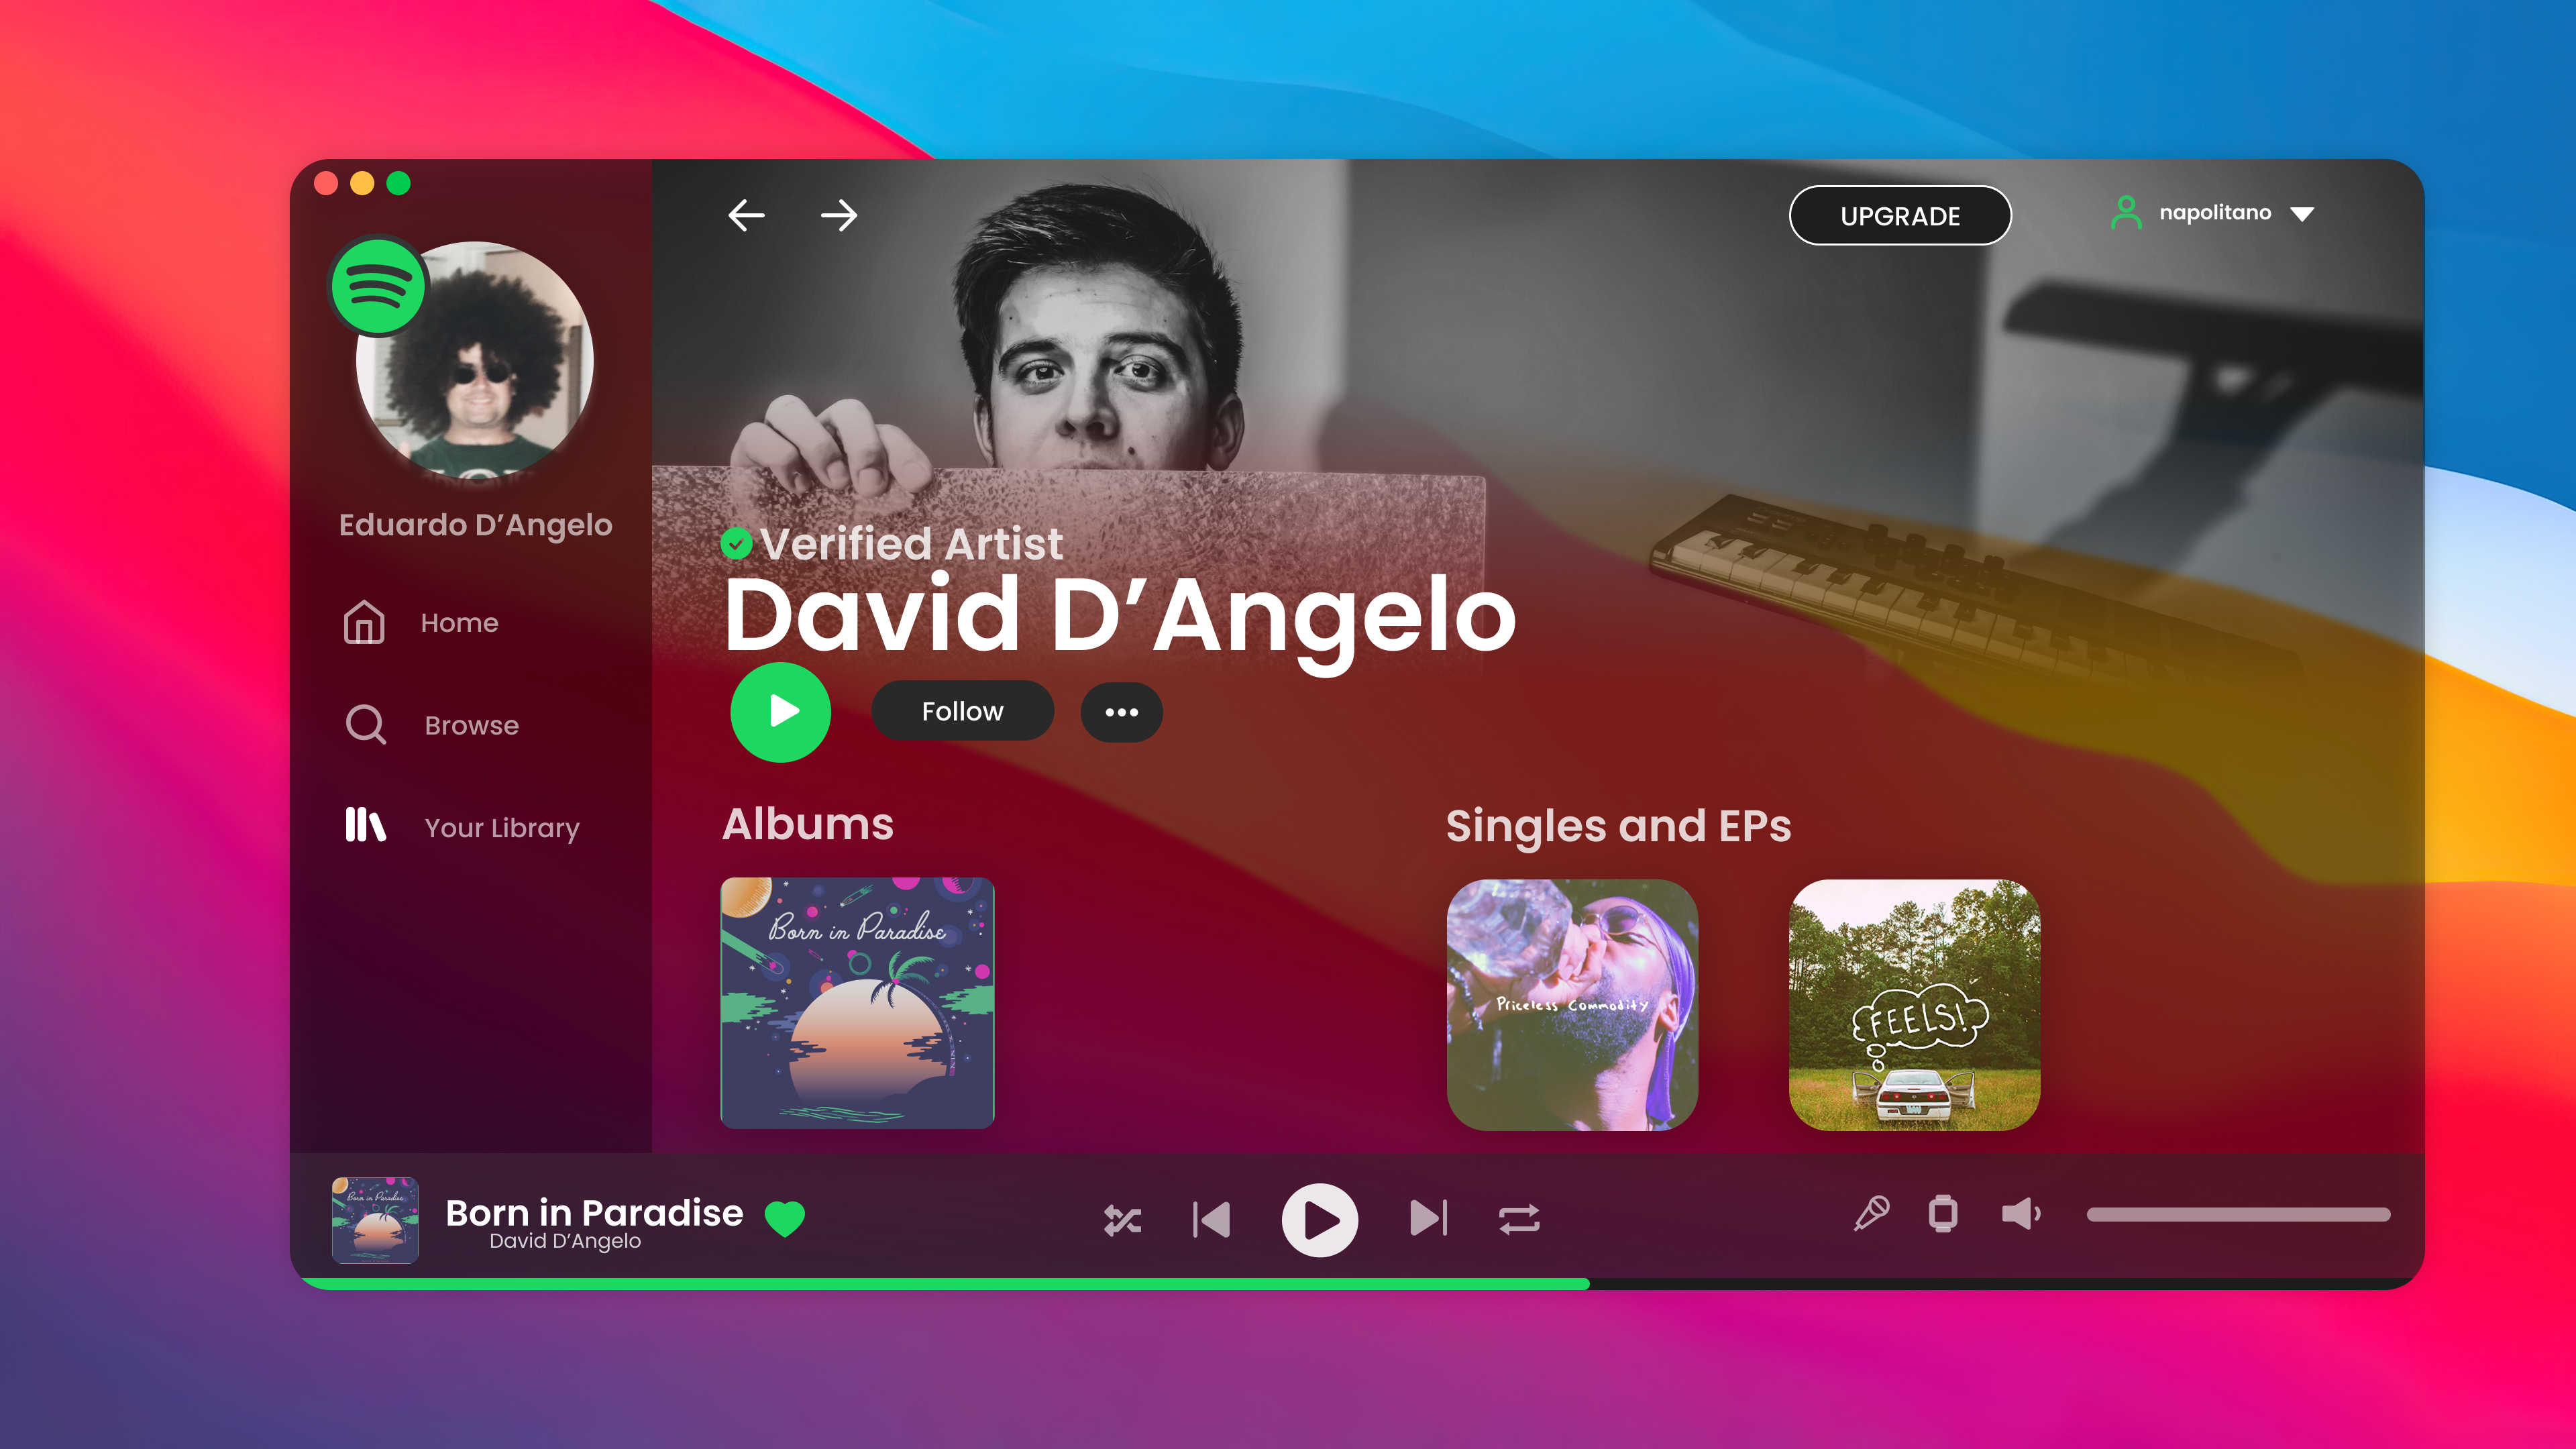 UPGRADE
napolitano
Eduardo D’Angelo
Home
Browse
Your Library
Verified Artist
David D’Angelo
Follow
Albums
Singles and EPs
Born in Paradise
Priceless Commodity
FEELS!
Born in Paradise
Born in Paradise
David D’Angelo